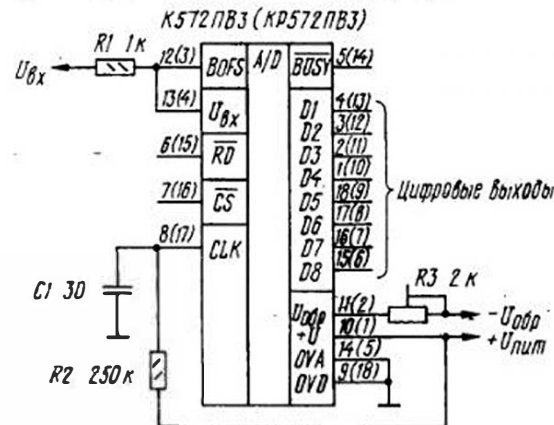 К572ПВ3 (КР572ПВ3)
R1 1к
12(3)
BOFS
A/D
BUSY
5(14)
Uвх
13(4)
Uвх
D1
4(13)
D2
3(12)
6(15)
RD
D3
2(11)
D4
1(10)
7(16)
CS
D5
18(9)
Цифровые выходы
D6
17(8)
8(17)
CLK
D7
16(7)
D8
15(6)
C1 30
R3 2к
Uобр
11(2)
-Uобр
+U
10(1)
+Uпит
R2 250к
OVA
14(5)
OVD
9(18)